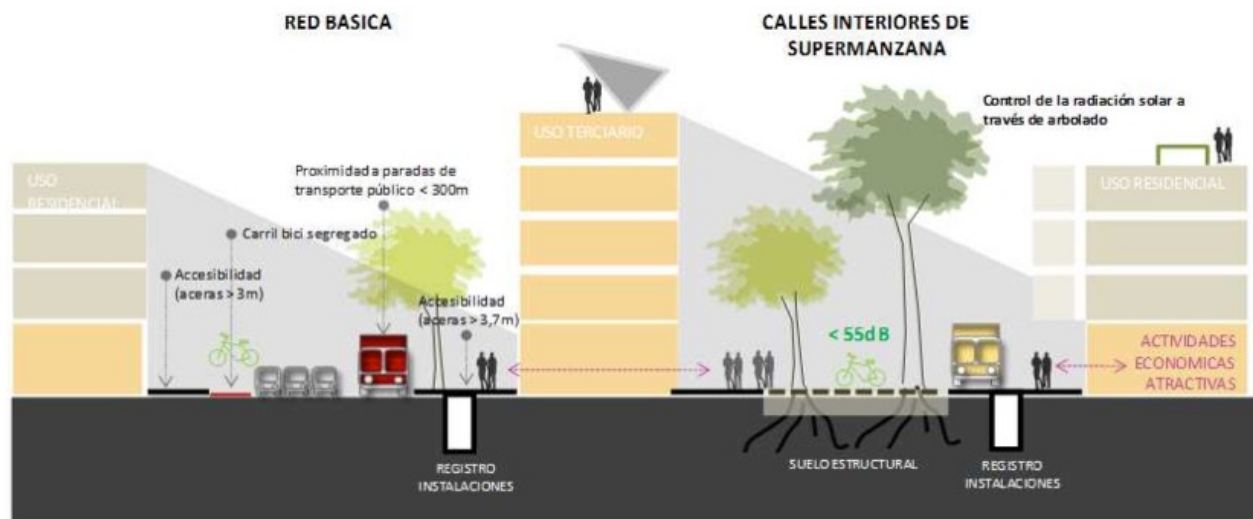 RED BASICA
CALLES INTERIORES DE
SUPERMANZANA
Control de la radiación solar a
través de arbolado
USO TERCIARIO
Proximidad a paradas de
transporte público < 300m
USO
RESIDENCIAL
USO RESIDENCIAL
Carril bici segregado
Accesibilidad
(aceras > 3m)
Accesibilidad
(aceras > 3,7m)
< 55dB
ACTIVIDADES
ECONOMICAS
ATRACTIVAS
REGISTRO
INSTALACIONES
SUELO ESTRUCTURAL
REGISTRO
INSTALACIONES